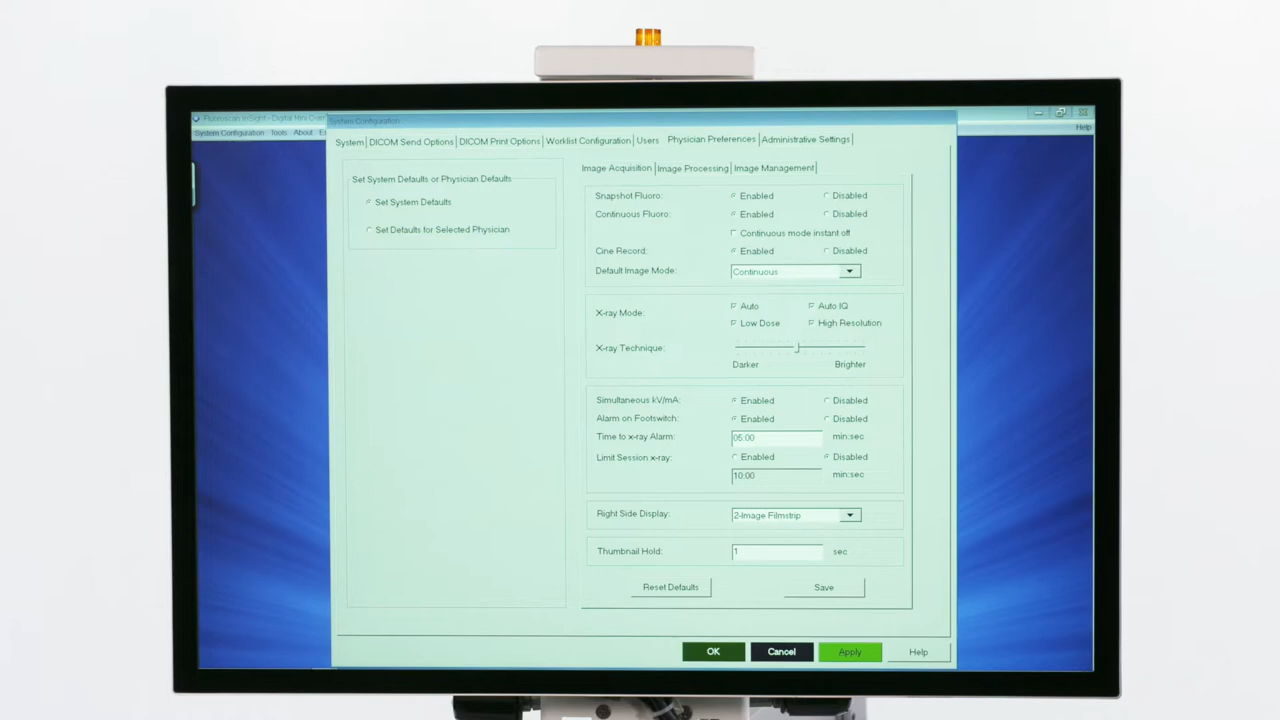 Fluoroscan InSight - Digital Mini C-arm
System Configuration
System Configuration Tools About
Help
System DICOM Send Options DICOM Print Options Worklist Configuration Users Physician Preferences Administrative Settings
Set System Defaults or Physician Defaults
Set System Defaults
Set Defaults for Selected Physician
Image Acquisition Image Processing Image Management
Snapshot Fluoro: Enabled Disabled
Continuous Fluoro: Enabled Disabled
Continuous mode instant off
Cine Record: Enabled Disabled
Default Image Mode: Continuous
X-ray Mode: Auto Auto IQ
Low Dose High Resolution
X-ray Technique:
Darker Brighter
Simultaneous kV/mA: Enabled Disabled
Alarm on Footswitch: Enabled Disabled
Time to x-ray Alarm: 05:00 min:sec
Limit Session x-ray: Enabled Disabled
10:00 min:sec
Right Side Display: 2-Image Filmstrip
Thumbnail Hold: 1 sec
Reset Defaults Save
OK Cancel Apply Help